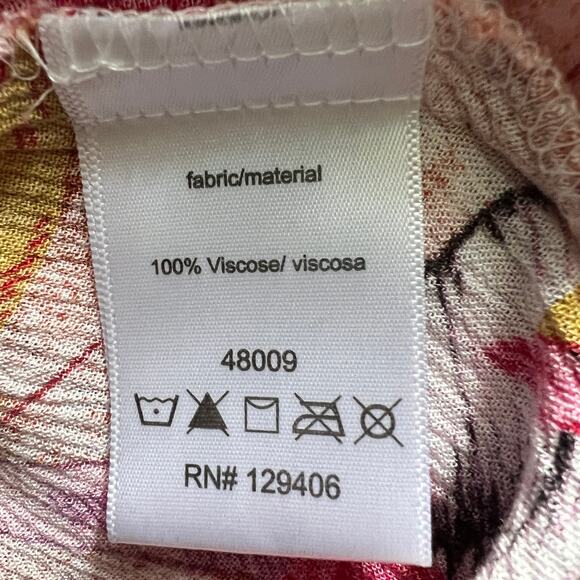 fabric/material
100% Viscose/ viscosa
48009
RN# 129406